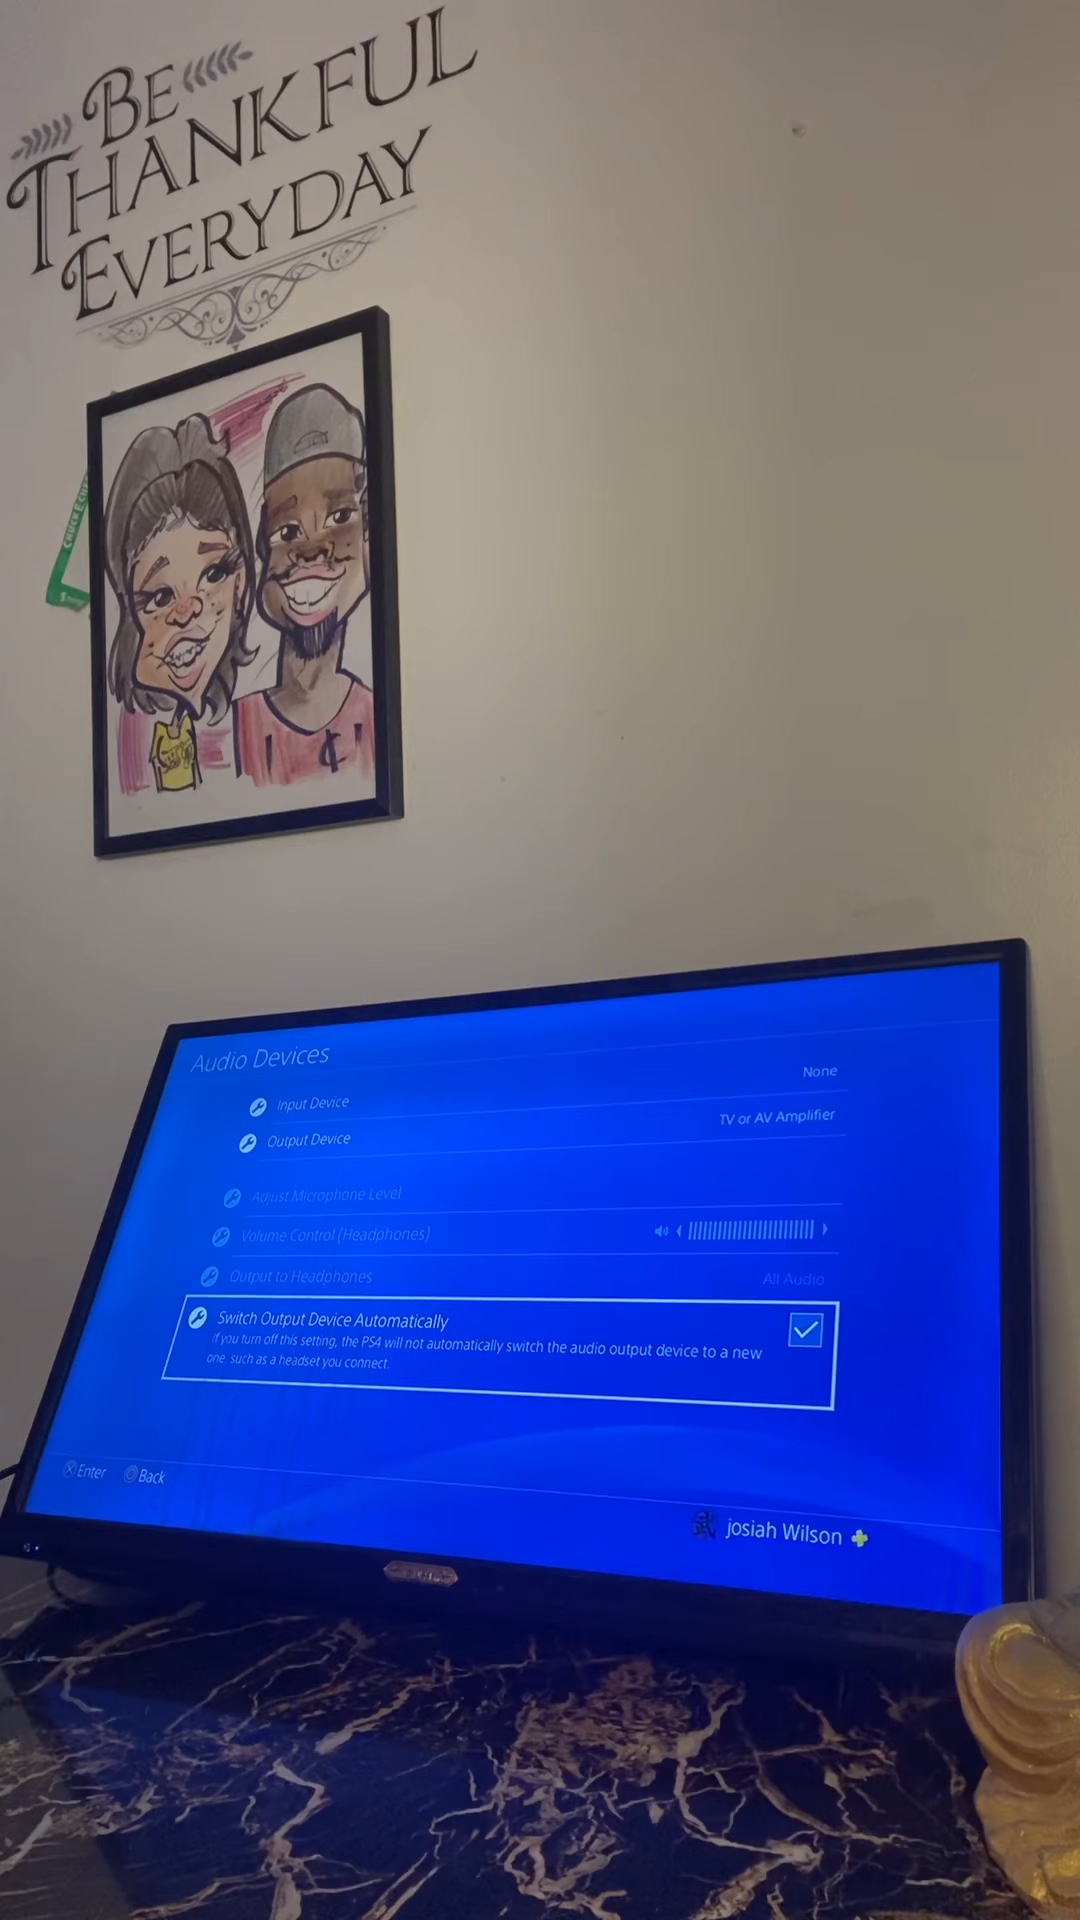 BE
THANKFUL
EVERYDAY
CHUCK E. CHEE
Audio Devices
Input Device None
Output Device TV or AV Amplifier
Adjust Microphone Level
Volume Control (Headphones)
Output to Headphones All Audio
Switch Output Device Automatically
If you turn off this setting, the PS4 will not automatically switch the audio output device to a new
one, such as a headset you connect.
Enter Back
josiah Wilson